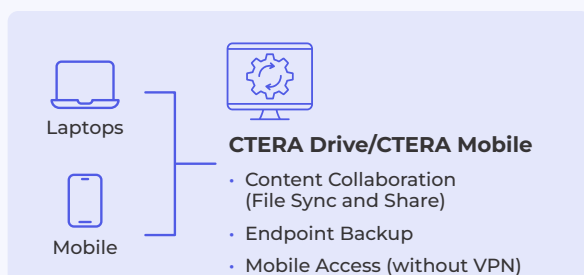 Laptops
Mobile
CTERA Drive/CTERA Mobile
• Content Collaboration
(File Sync and Share)
• Endpoint Backup
• Mobile Access (without VPN)